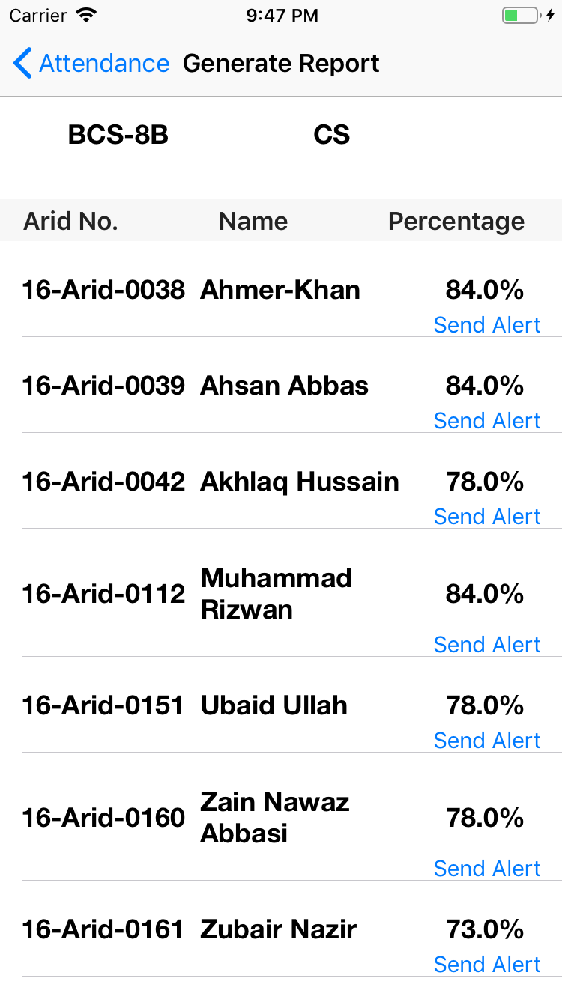 Carrier 9:47 PM
Attendance Generate Report
BCS-8B CS
Arid No. Name Percentage
16-Arid-0038 Ahmer-Khan 84.0%
Send Alert
16-Arid-0039 Ahsan Abbas 84.0%
Send Alert
16-Arid-0042 Akhlaq Hussain 78.0%
Send Alert
16-Arid-0112 Muhammad Rizwan 84.0%
Send Alert
16-Arid-0151 Ubaid Ullah 78.0%
Send Alert
16-Arid-0160 Zain Nawaz Abbasi 78.0%
Send Alert
16-Arid-0161 Zubair Nazir 73.0%
Send Alert